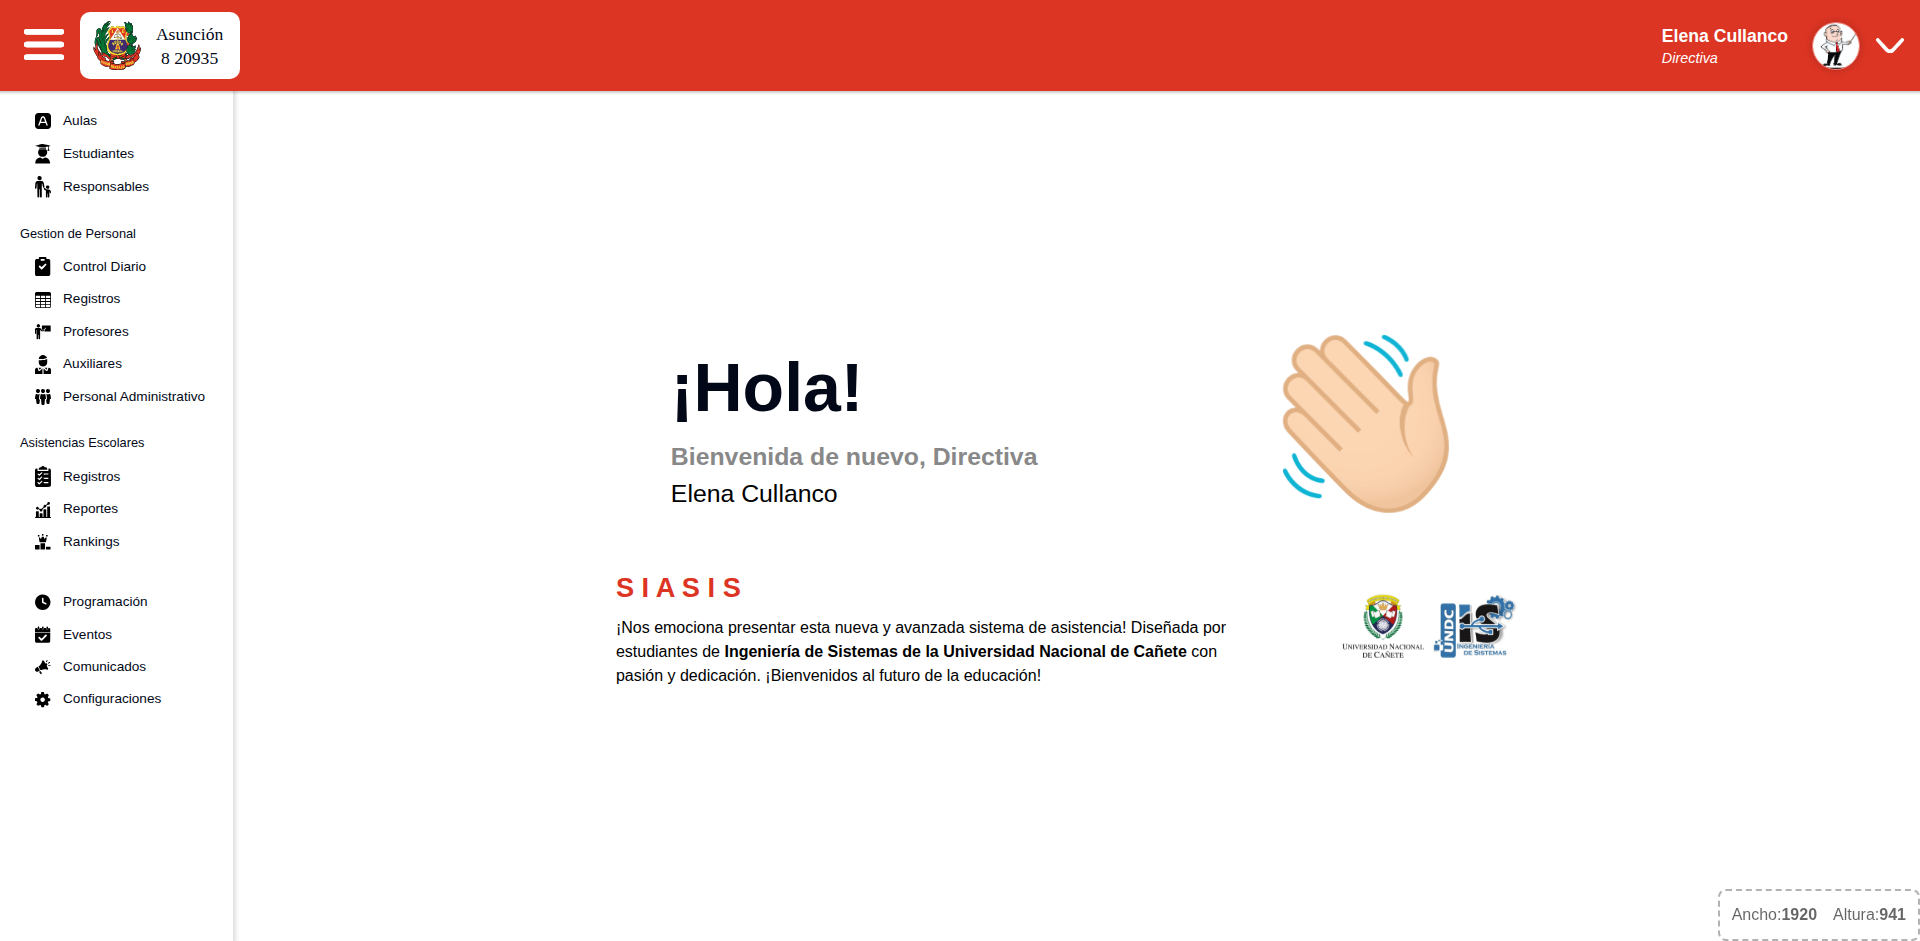 Asunción
8 20935
Elena Cullanco
Directiva
Aulas
Estudiantes
Responsables
Gestion de Personal
Control Diario
Registros
Profesores
Auxiliares
Personal Administrativo
Asistencias Escolares
Registros
Reportes
Rankings
Programación
Eventos
Comunicados
Configuraciones
¡Hola!
Bienvenida de nuevo, Directiva
Elena Cullanco
SIASIS
¡Nos emociona presentar esta nueva y avanzada sistema de asistencia! Diseñada por
estudiantes de Ingeniería de Sistemas de la Universidad Nacional de Cañete con
pasión y dedicación. ¡Bienvenidos al futuro de la educación!
UNIVERSIDAD NACIONAL
DE CAÑETE
UNDC
IS
INGENIERÍA
DE SISTEMAS
Ancho:1920 Altura:941